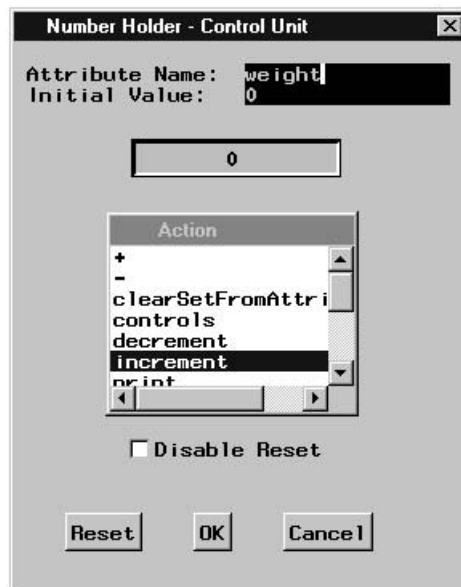 Number Holder - Control Unit
Attribute Name: weight
Initial Value: 0
0
Action
+
-
clearSetFromAttri
controls
decrement
increment
print
Disable Reset
Reset OK Cancel